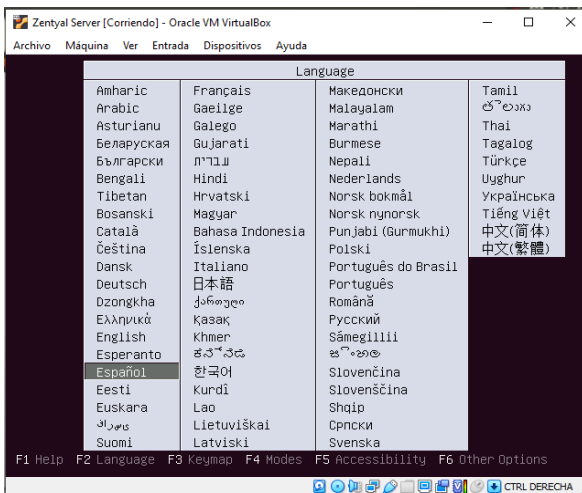 Zentyal Server [Corriendo] - Oracle VM VirtualBox
Archivo Máquina Ver Entrada Dispositivos Ayuda
Language
Amharic
Arabic
Asturianu
Беларуская
Български
Bengali
Tibetan
Bosanski
Català
Čeština
Dansk
Deutsch
Dzongkha
Ελληνικά
English
Esperanto
Español
Eesti
Euskara
Suomi
Français
Gaeilge
Galego
Gujarati
עברית
Hindi
Hrvatski
Magyar
Bahasa Indonesia
Íslenska
Italiano
日本語
ქართული
Қазақ
Khmer
ಕನ್ನಡ
한국어
Kurdî
Lao
Lietuviškai
Latviski
Македонски
Malayalam
Marathi
Burmese
Nepali
Nederlands
Norsk bokmål
Norsk nynorsk
Punjabi (Gurmukhi)
Polski
Português do Brasil
Português
Română
Русский
Sámegillii
Slovenčina
Slovenščina
Shqip
Српски
Svenska
Tamil
తెలుగు
Thai
Tagalog
Türkçe
Uyghur
Українська
Tiếng Việt
中文(简体)
中文(繁體)
F1 Help F2 Language F3 Keymap F4 Modes F5 Accessibility F6 Other Options
CTRL DERECHA